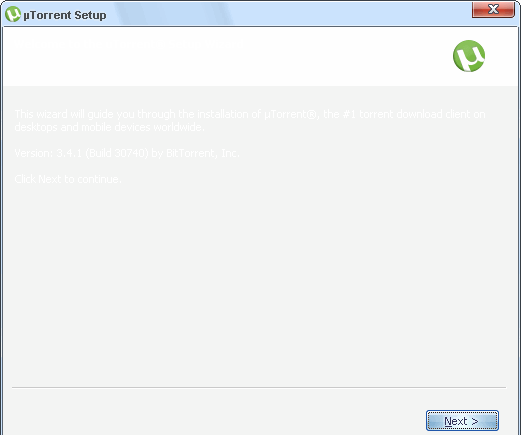 µTorrent Setup
This wizard will guide you through the installation of µTorrent®, the #1 torrent download client on
desktops and mobile devices worldwide.
Version: 3.4.1 (Build 30740) by BitTorrent, Inc.
Click Next to continue.
Next >